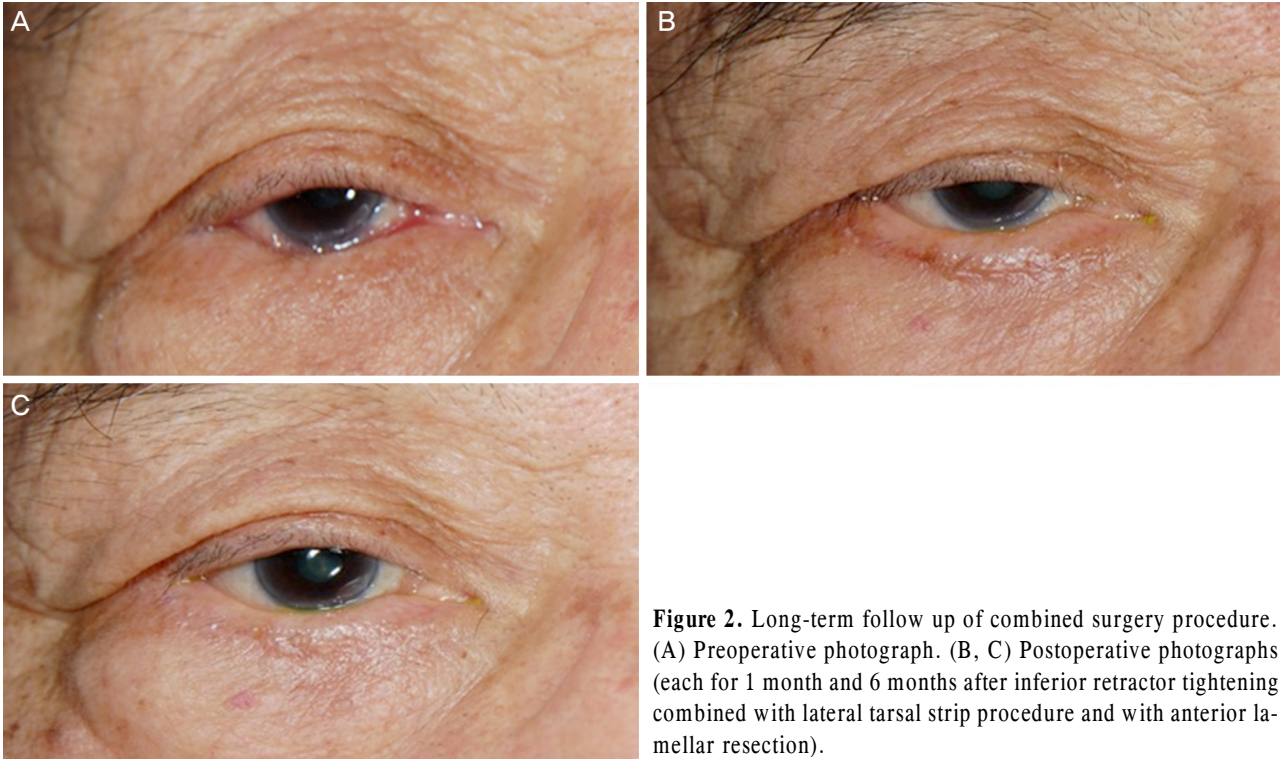 A
B
C
Figure 2. Long-term follow up of combined surgery procedure.
(A) Preoperative photograph. (B, C) Postoperative photographs
(each for 1 month and 6 months after inferior retractor tightening
combined with lateral tarsal strip procedure and with anterior la-
mellar resection).